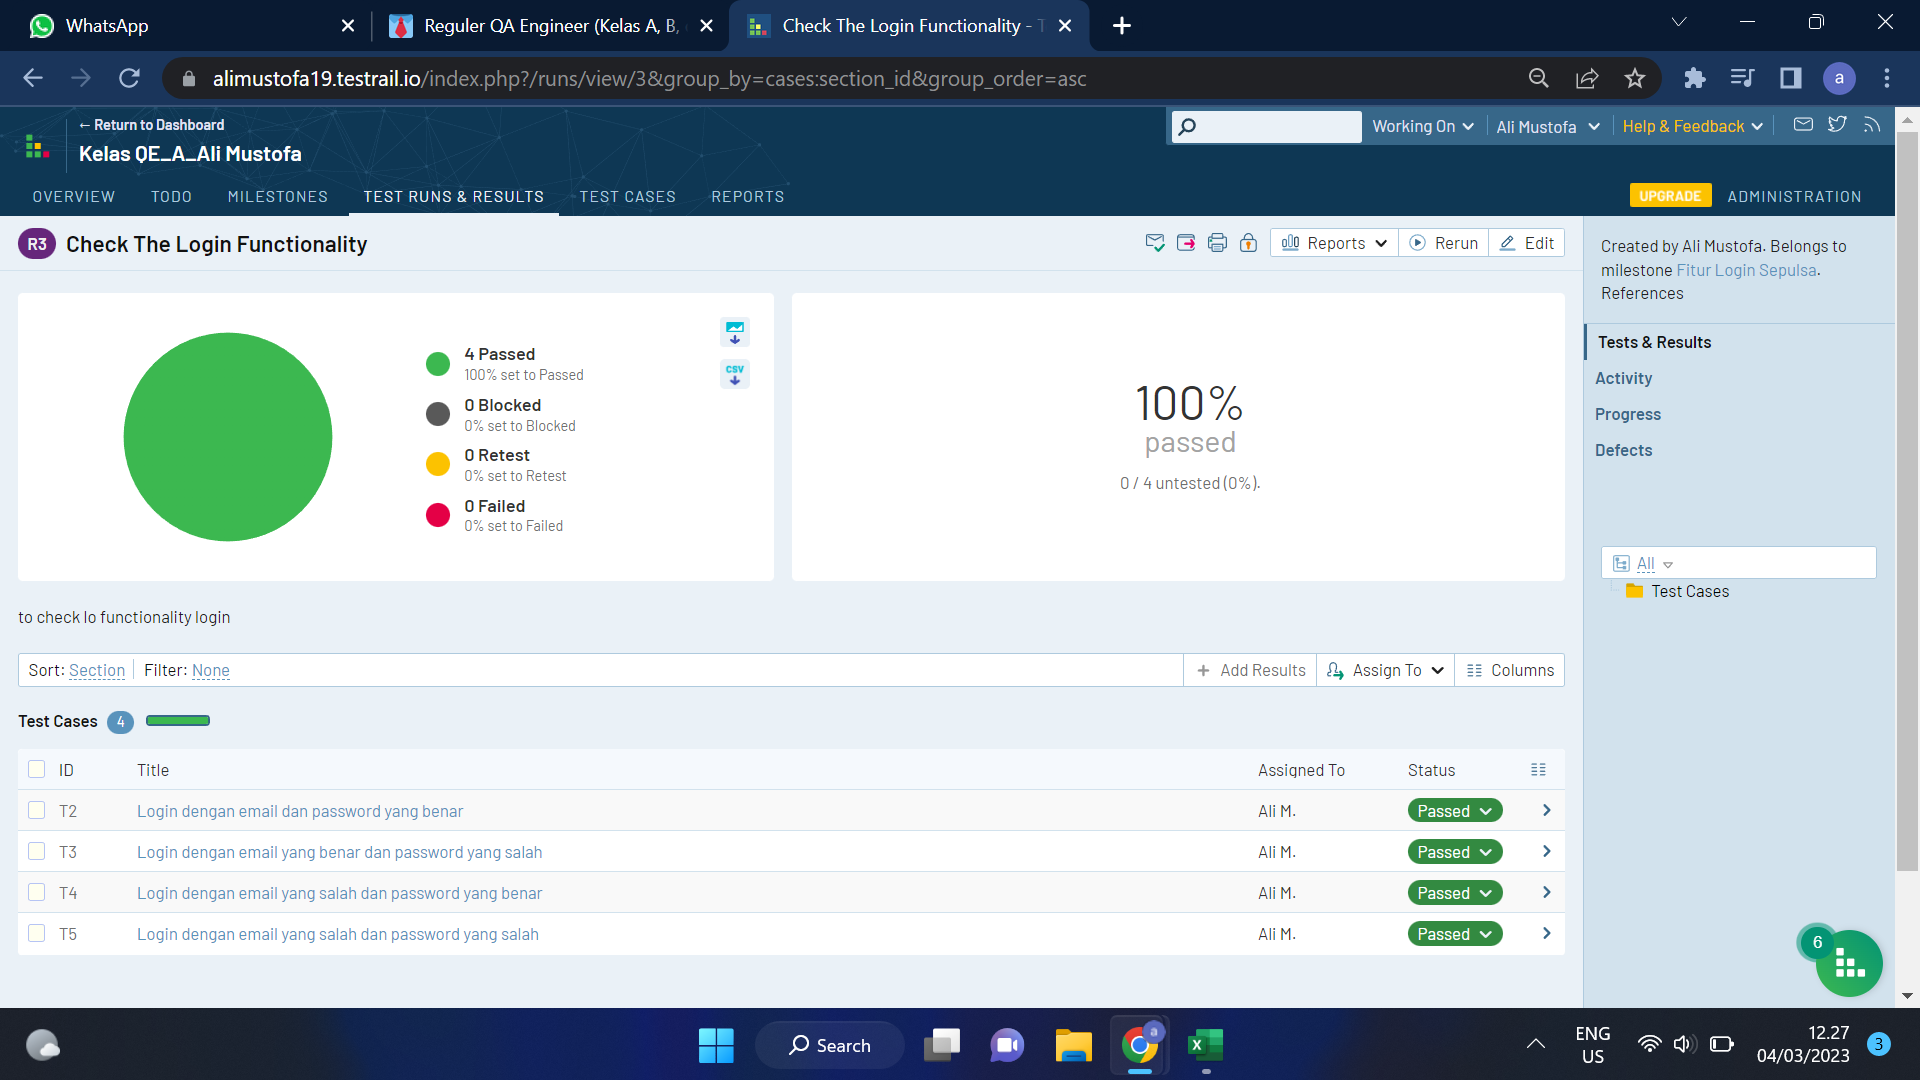 WhatsApp
Reguler QA Engineer (Kelas A, B,
Check The Login Functionality - T
alimustofa19.testrail.io/index.php?/runs/view/3&group_by=cases:section_id&group_order=asc
a
← Return to Dashboard
Kelas QE_A_Ali Mustofa
Working On
Ali Mustofa
Help & Feedback
OVERVIEW
TODO
MILESTONES
TEST RUNS & RESULTS
TEST CASES
REPORTS
UPGRADE
ADMINISTRATION
R3
Check The Login Functionality
Reports
Rerun
Edit
Created by Ali Mustofa. Belongs to
milestone Fitur Login Sepulsa.
References
4 Passed
100% set to Passed
0 Blocked
0% set to Blocked
0 Retest
0% set to Retest
0 Failed
0% set to Failed
CSV
100%
passed
0 / 4 untested (0%).
Tests & Results
Activity
Progress
Defects
All
Test Cases
to check lo functionality login
Sort: Section
Filter: None
+ Add Results
Assign To
Columns
Test Cases 4
ID Title Assigned To Status
T2 Login dengan email dan password yang benar Ali M. Passed
T3 Login dengan email yang benar dan password yang salah Ali M. Passed
T4 Login dengan email yang salah dan password yang benar Ali M. Passed
T5 Login dengan email yang salah dan password yang salah Ali M. Passed
6
Search
a
X
ENG
US
12.27
04/03/2023
3